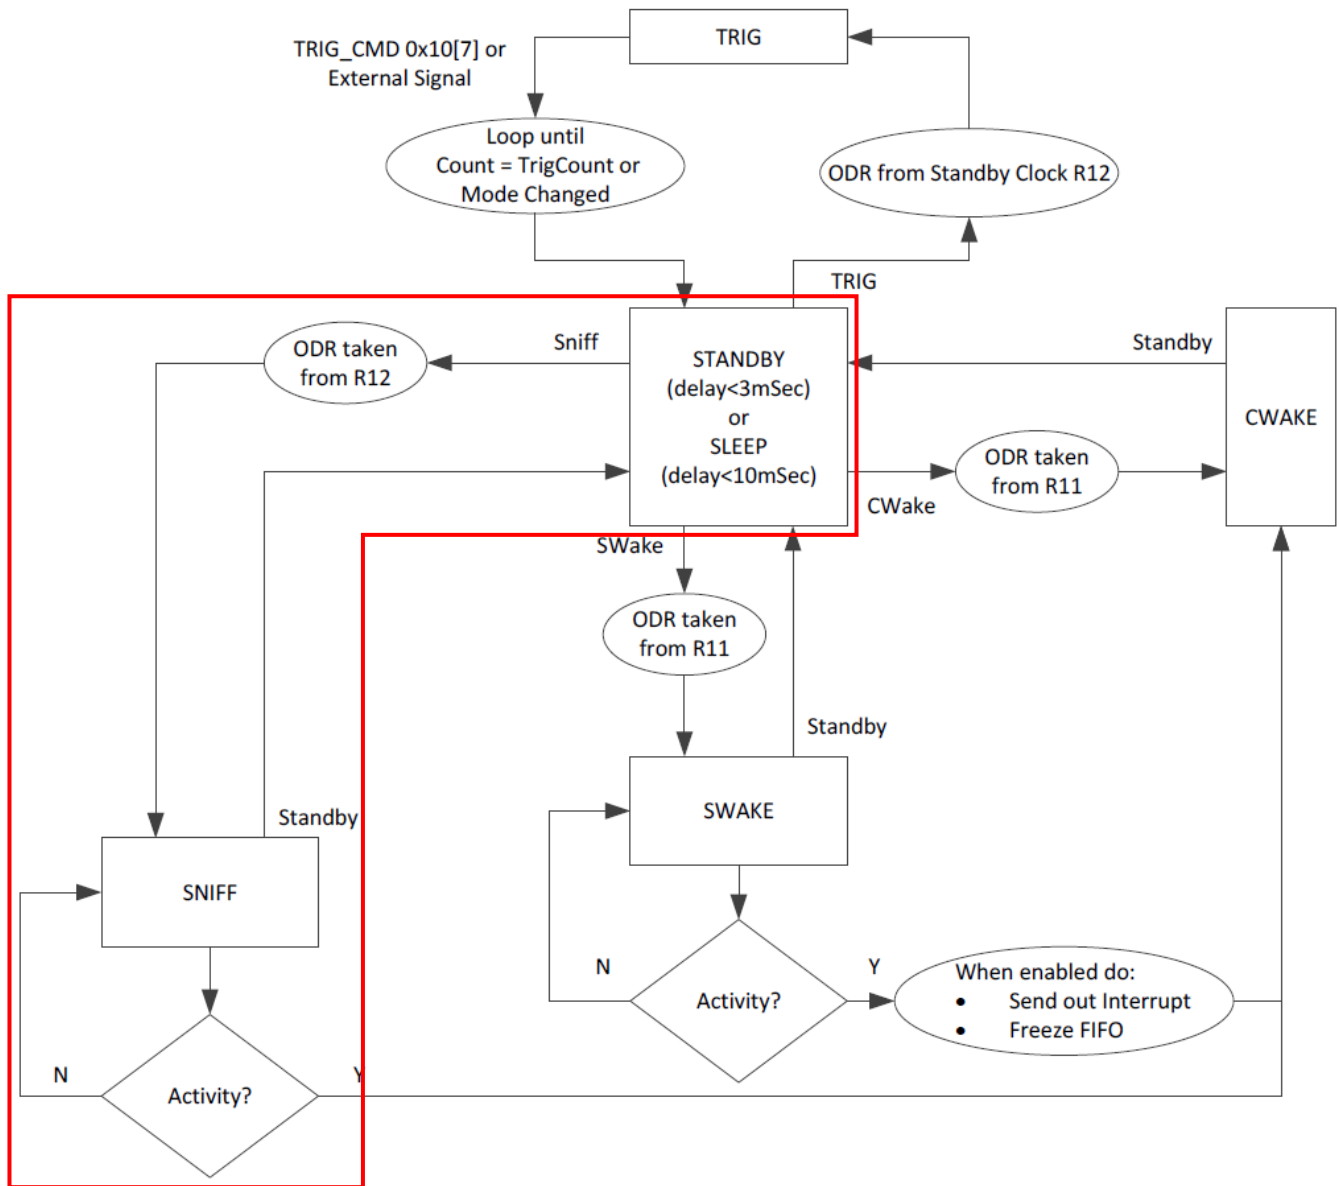 TRIG_CMD 0x10[7] or
External Signal
TRIG
Loop until
Count = TrigCount or
Mode Changed
ODR from Standby Clock R12
TRIG
ODR taken
from R12
Sniff
STANDBY
(delay<3mSec)
or
SLEEP
(delay<10mSec)
Standby
CWAKE
ODR taken
from R11
CWake
SWake
ODR taken
from R11
Standby
Standby
SWAKE
SNIFF
N
Activity?
Y
When enabled do:
• Send out Interrupt
• Freeze FIFO
N
Activity?
Y